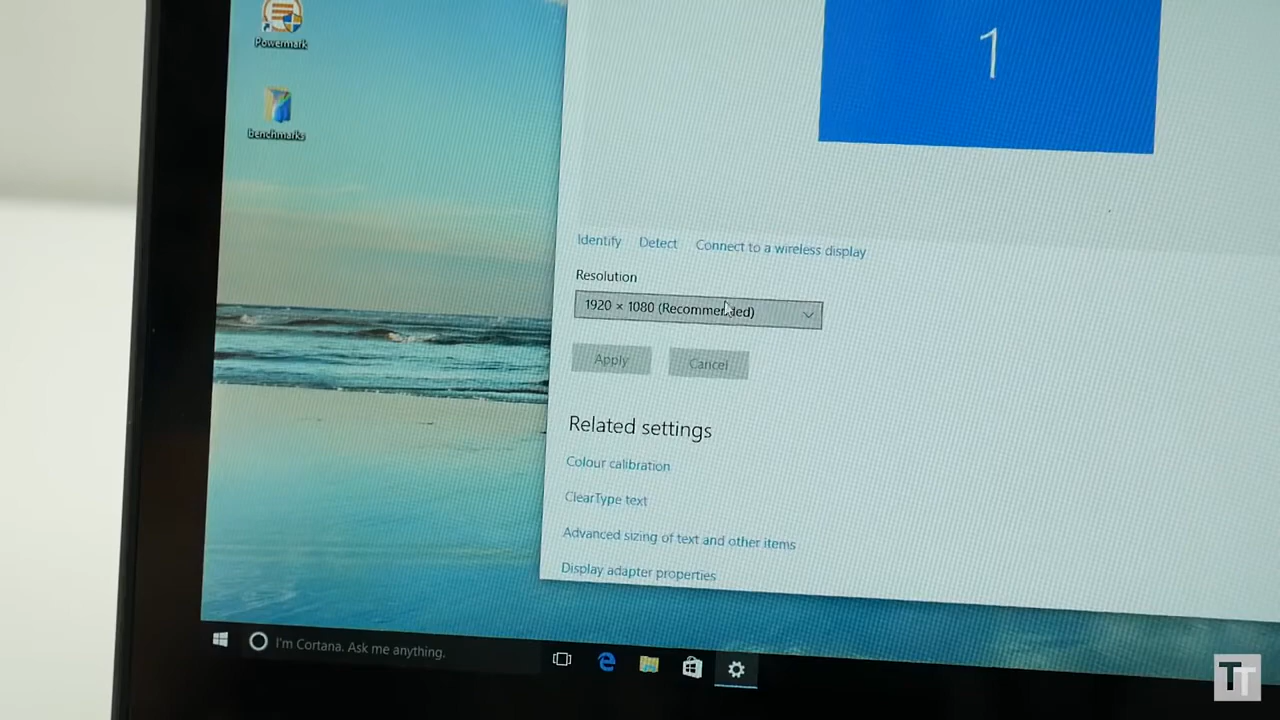 Powermark
benchmarks
1
Identify Detect Connect to a wireless display
Resolution
1920 × 1080 (Recommended)
Apply Cancel
Related settings
Colour calibration
ClearType text
Advanced sizing of text and other items
Display adapter properties
I'm Cortana. Ask me anything.
TT